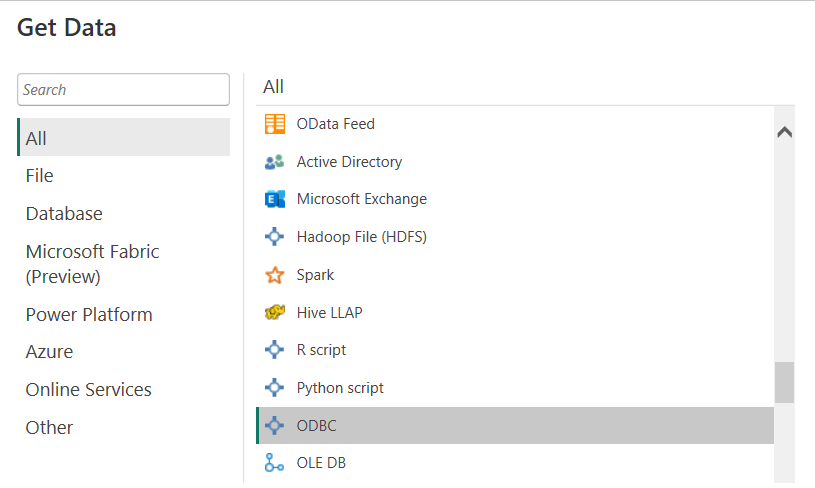 Get Data
Search
All
File
Database
Microsoft Fabric
(Preview)
Power Platform
Azure
Online Services
Other
All
OData Feed
Active Directory
Microsoft Exchange
Hadoop File (HDFS)
Spark
Hive LLAP
R script
Python script
ODBC
OLE DB